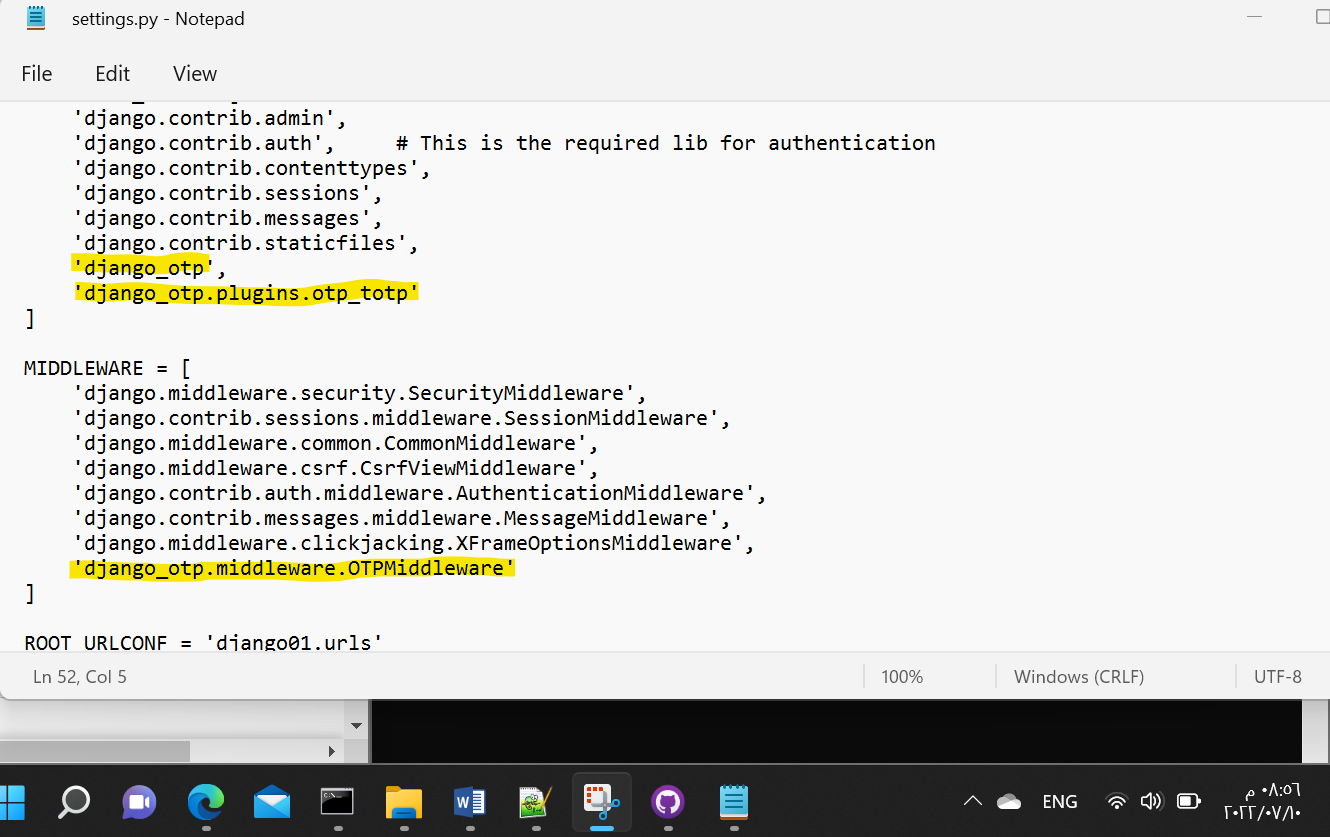 settings.py - Notepad
File Edit View
'django.contrib.admin',
'django.contrib.auth', # This is the required lib for authentication
'django.contrib.contenttypes',
'django.contrib.sessions',
'django.contrib.messages',
'django.contrib.staticfiles',
'django_otp',
'django_otp.plugins.otp_totp'
]
MIDDLEWARE = [
'django.middleware.security.SecurityMiddleware',
'django.contrib.sessions.middleware.SessionMiddleware',
'django.middleware.common.CommonMiddleware',
'django.middleware.csrf.CsrfViewMiddleware',
'django.contrib.auth.middleware.AuthenticationMiddleware',
'django.contrib.messages.middleware.MessageMiddleware',
'django.middleware.clickjacking.XFrameOptionsMiddleware',
'django_otp.middleware.OTPMiddleware'
]
ROOT_URLCONF = 'django01.urls'
Ln 52, Col 5 100% Windows (CRLF) UTF-8
W ENG ٠٨:٥٦ م
٢٠٢٢/٠٧/١٠